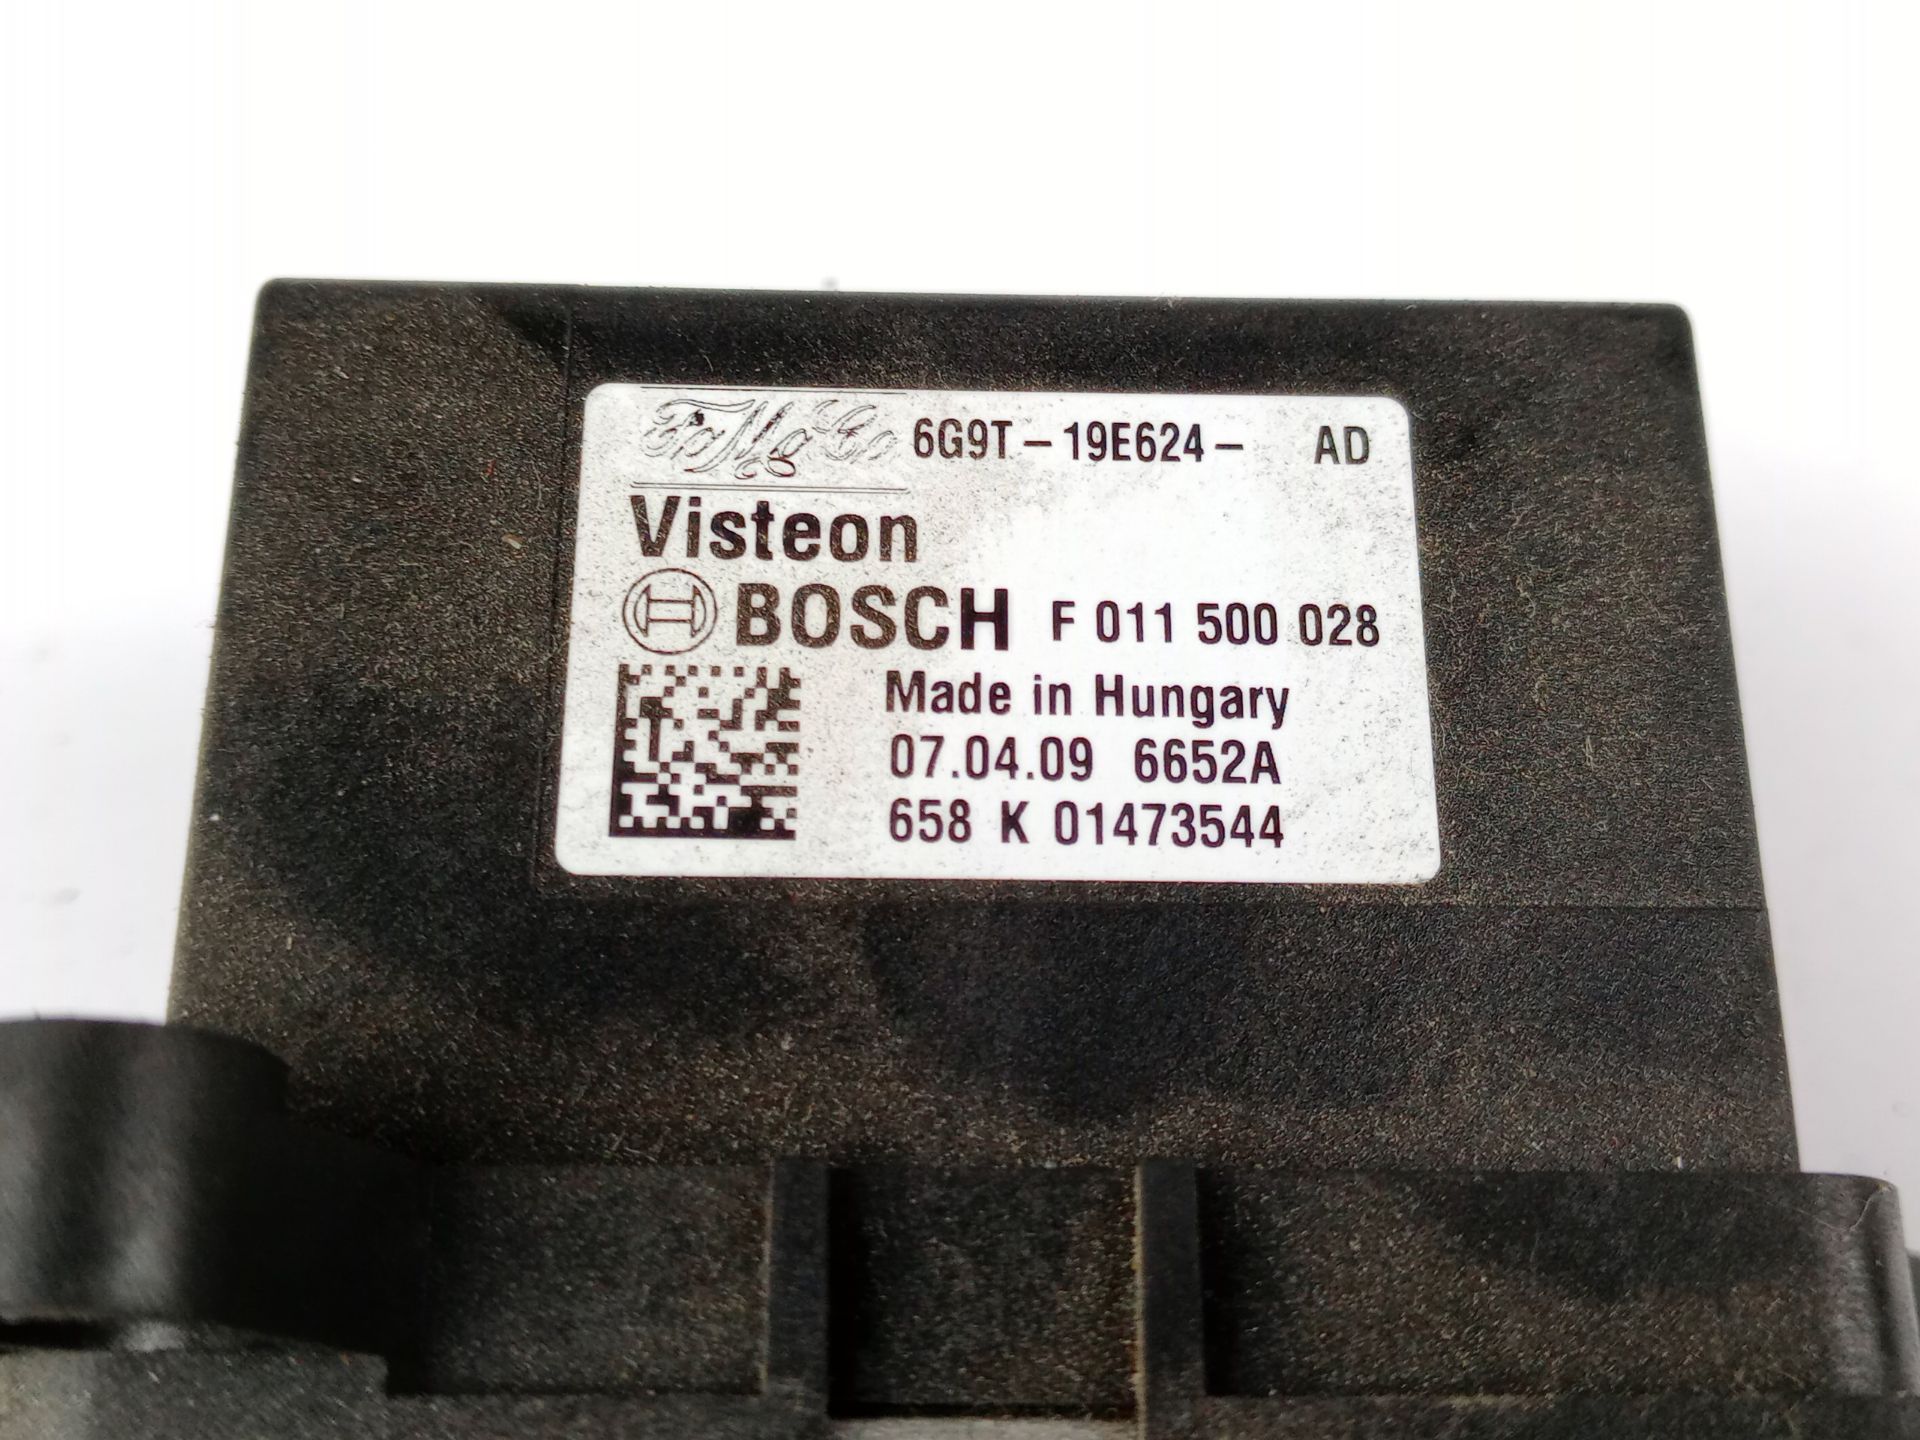 FoMoCo 6G9T-19E624- AD
Visteon
BOSCH F 011 500 028
Made in Hungary
07.04.09 6652A
658 K 01473544